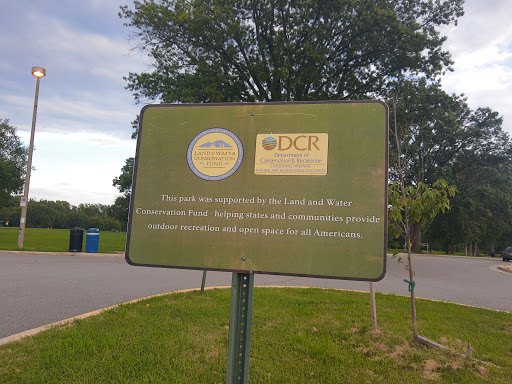 LAND & WATER
CONSERVATION
FUND
DCR
Department of
Conservation & Recreation
This park was supported by the Land and Water
Conservation Fund - helping states and communities provide
outdoor recreation and open space for all Americans.